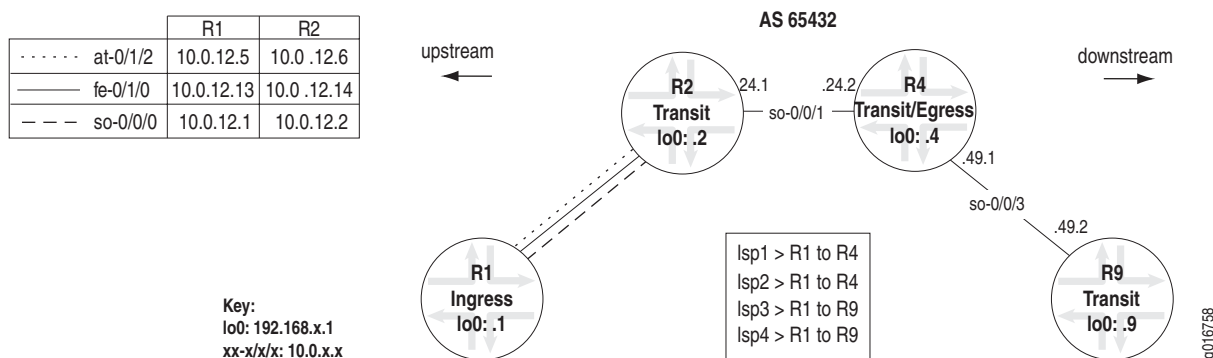 AS 65432
R1 R2
at-0/1/2 10.0.12.5 10.0 .12.6
fe-0/1/0 10.0.12.13 10.0 .12.14
so-0/0/0 10.0.12.1 10.0.12.2
upstream
downstream
R2
Transit
lo0: .2
24.1
so-0/0/1
.24.2
R4
Transit/Egress
lo0: .4
.49.1
so-0/0/3
.49.2
R1
Ingress
lo0: .1
lsp1 > R1 to R4
lsp2 > R1 to R4
lsp3 > R1 to R9
lsp4 > R1 to R9
R9
Transit
lo0: .9
Key:
lo0: 192.168.x.1
xx-x/x/x: 10.0.x.x
g016758